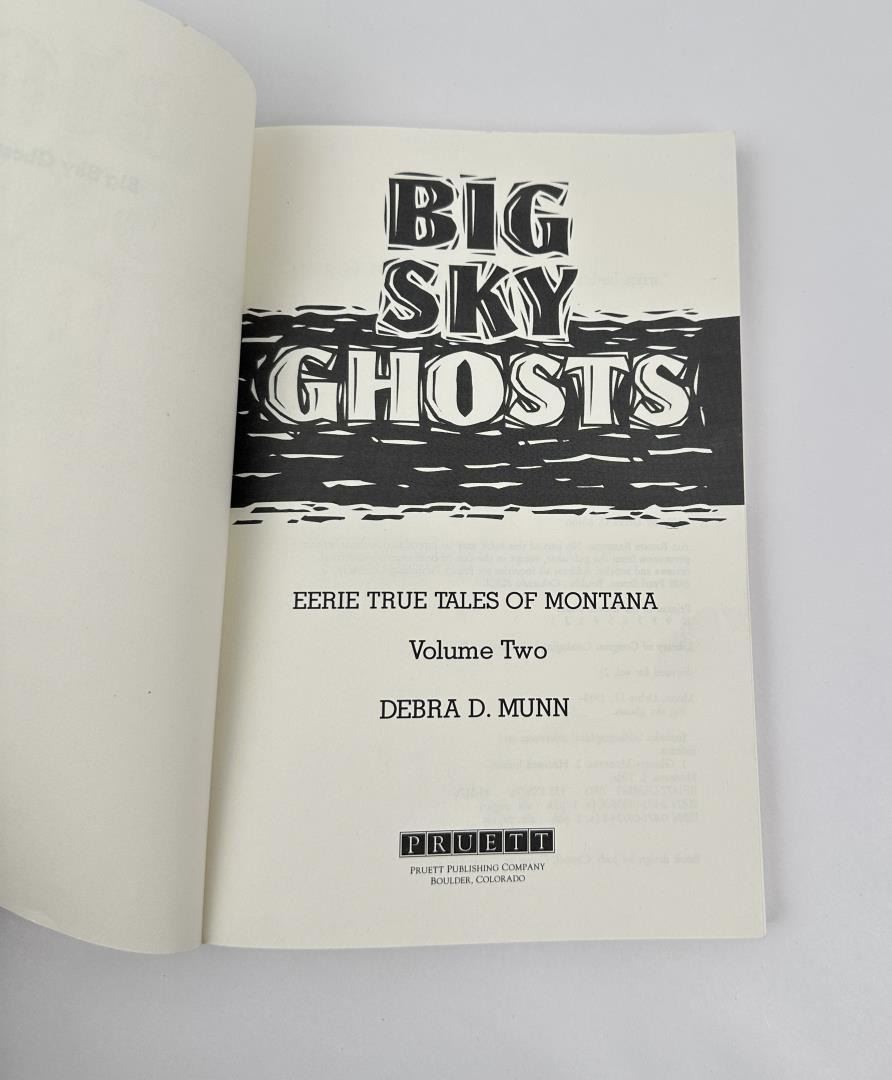 BIG
SKY
GHOSTS
EERIE TRUE TALES OF MONTANA
Volume Two
DEBRA D. MUNN
PRUETT
PRUETT PUBLISHING COMPANY
BOULDER, COLORADO